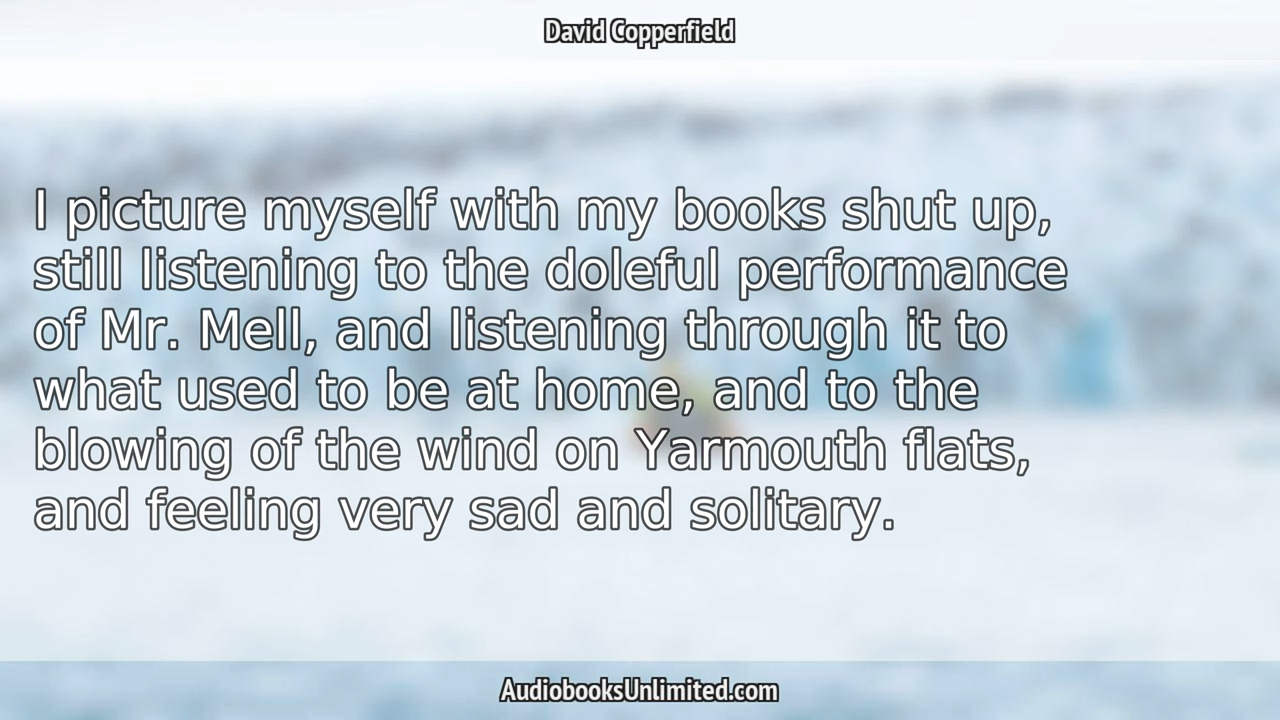 David Copperfield
I picture myself with my books shut up,
still listening to the doleful performance
of Mr. Mell, and listening through it to
what used to be at home, and to the
blowing of the wind on Yarmouth flats,
and feeling very sad and solitary.
AudiobooksUnlimited.com